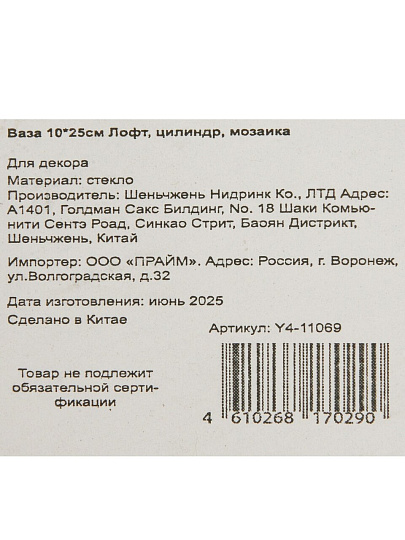 Ваза 10*25см Лофт, цилиндр, мозаика
Для декора
Материал: стекло
Производитель: Шеньчжень Нидринк Ко., ЛТД Адрес:
А1401, Голдман Сакс Билдинг, No. 18 Шаки Комью-
нити Сентэ Роад, Синкао Стрит, Баоян Дистрикт,
Шеньчжень, Китай
Импортер: ООО «ПРАЙМ». Адрес: Россия, г. Воронеж,
ул.Волгоградская, д.32
Дата изготовления: июнь 2025
Сделано в Китае
Артикул: Y4-11069
Товар не подлежит
обязательной серти-
фикации
4 610268 170290